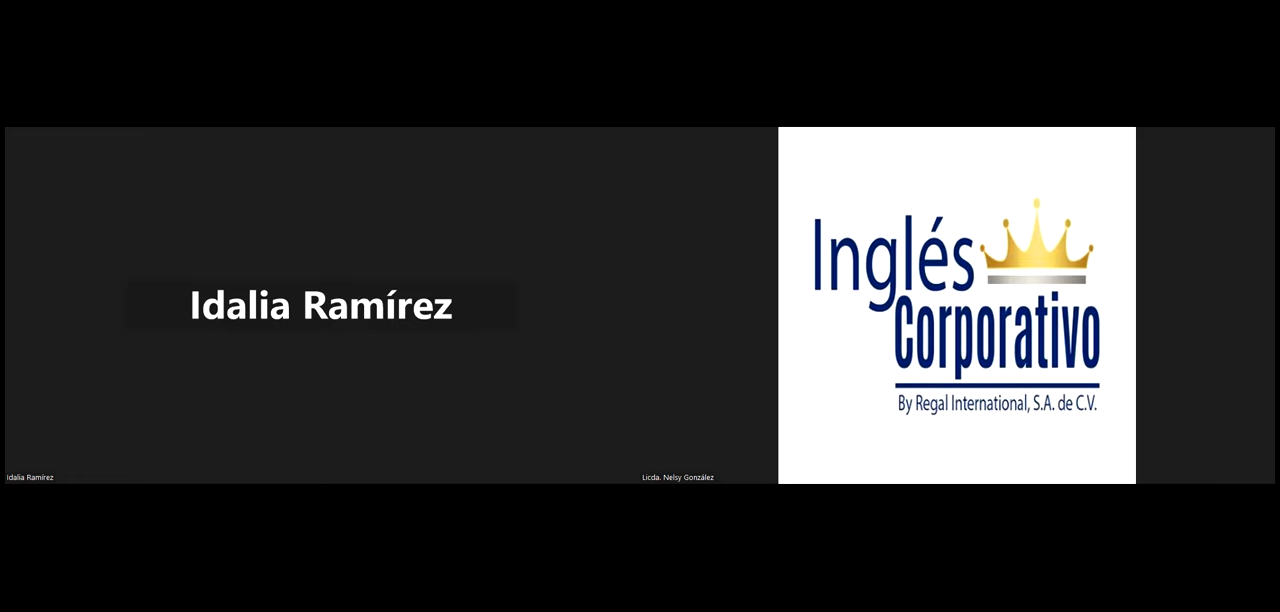 Idalia Ramírez
Idalia Ramírez
Inglés
Corporativo
By Regal International, S.A. de C.V.
Licda. Nelsy González